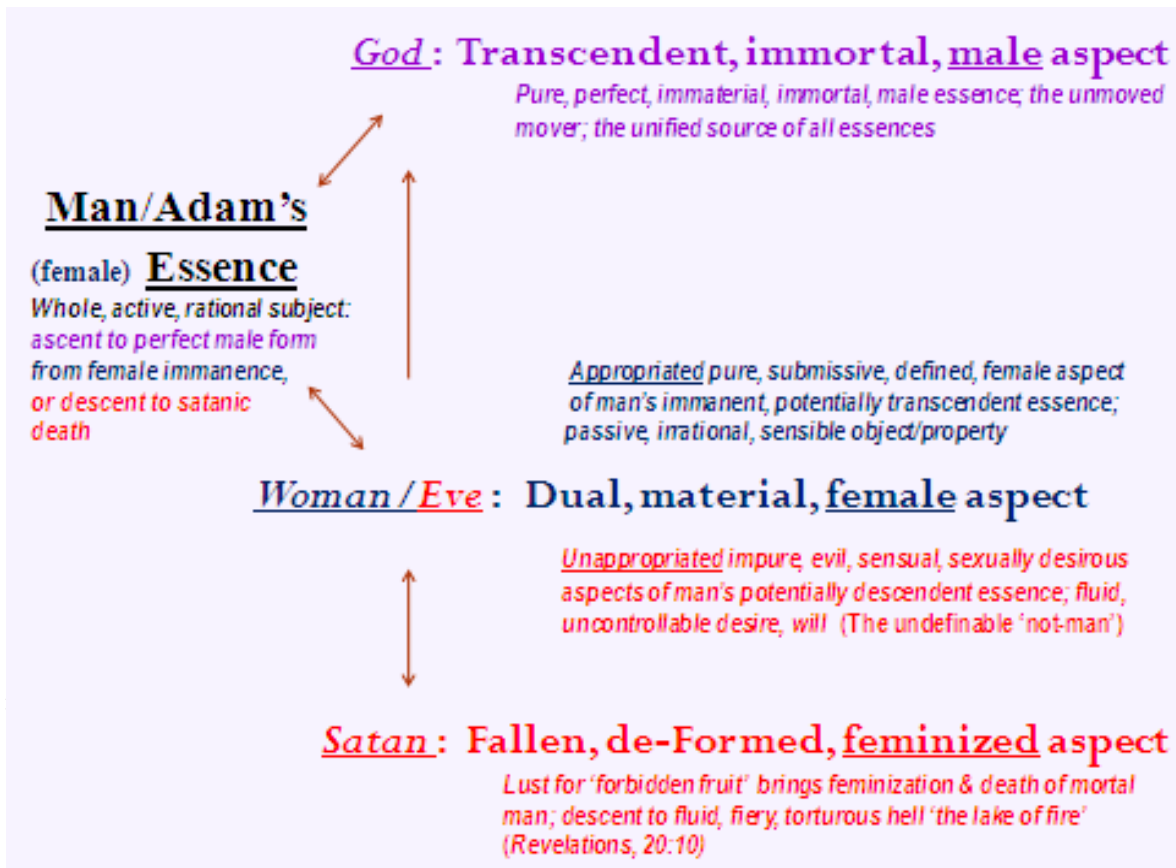 God : Transcendent, immortal, male aspect
Pure, perfect, immaterial, immortal, male essence; the unmoved
mover; the unified source of all essences
Man/Adam's
(female) Essence
Whole, active, rational subject:
ascent to perfect male form
from female immanence,
or descent to satanic
death
Appropriated pure, submissive, defined, female aspect
of man's immanent, potentially transcendent essence;
passive, irrational, sensible object/property
Woman / Eve : Dual, material, female aspect
Unappropriated impure, evil, sensual, sexually desirous
aspects of man's potentially descendent essence; fluid,
uncontrollable desire, will (The undefinable 'not-man')
Satan : Fallen, de-Formed, feminized aspect
Lust for 'forbidden fruit' brings feminization & death of mortal
man; descent to fluid, fiery, torturous hell 'the lake of fire'
(Revelations, 20:10)